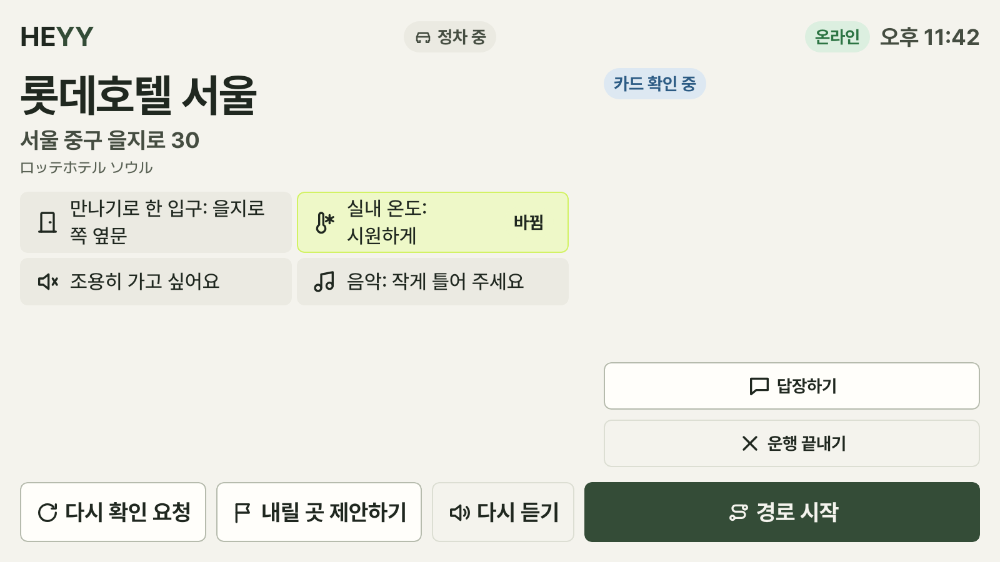 HEYY
정차 중
온라인
오후 11:42
롯데호텔 서울
카드 확인 중
서울 중구 을지로 30
ロッテホテル ソウル
만나기로 한 입구: 을지로
쪽 옆문
실내 온도:
시원하게
바뀜
조용히 가고 싶어요
음악: 작게 틀어 주세요
답장하기
운행 끝내기
다시 확인 요청
내릴 곳 제안하기
다시 듣기
경로 시작